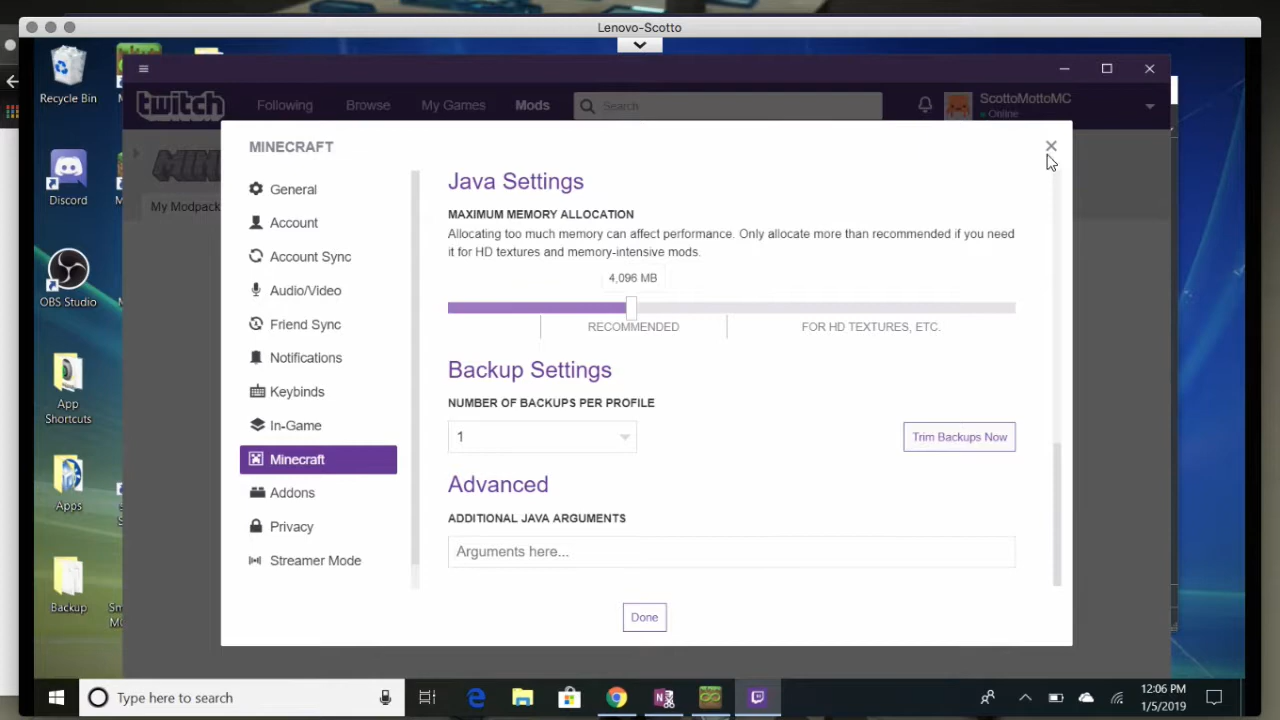 Lenovo-Scotto
Recycle Bin
Discord
OBS Studio
App
Shortcuts
Apps
Backup
twitch
Following
Browse
My Games
Mods
Search
ScottoMottoMC
Online
My Modpack
MINECRAFT
General
Account
Account Sync
Audio/Video
Friend Sync
Notifications
Keybinds
In-Game
Minecraft
Addons
Privacy
Streamer Mode
Java Settings
MAXIMUM MEMORY ALLOCATION
Allocating too much memory can affect performance. Only allocate more than recommended if you need
it for HD textures and memory-intensive mods.
4,096 MB
RECOMMENDED
FOR HD TEXTURES, ETC.
Backup Settings
NUMBER OF BACKUPS PER PROFILE
1
Trim Backups Now
Advanced
ADDITIONAL JAVA ARGUMENTS
Arguments here...
Done
Type here to search
12:06 PM
1/5/2019